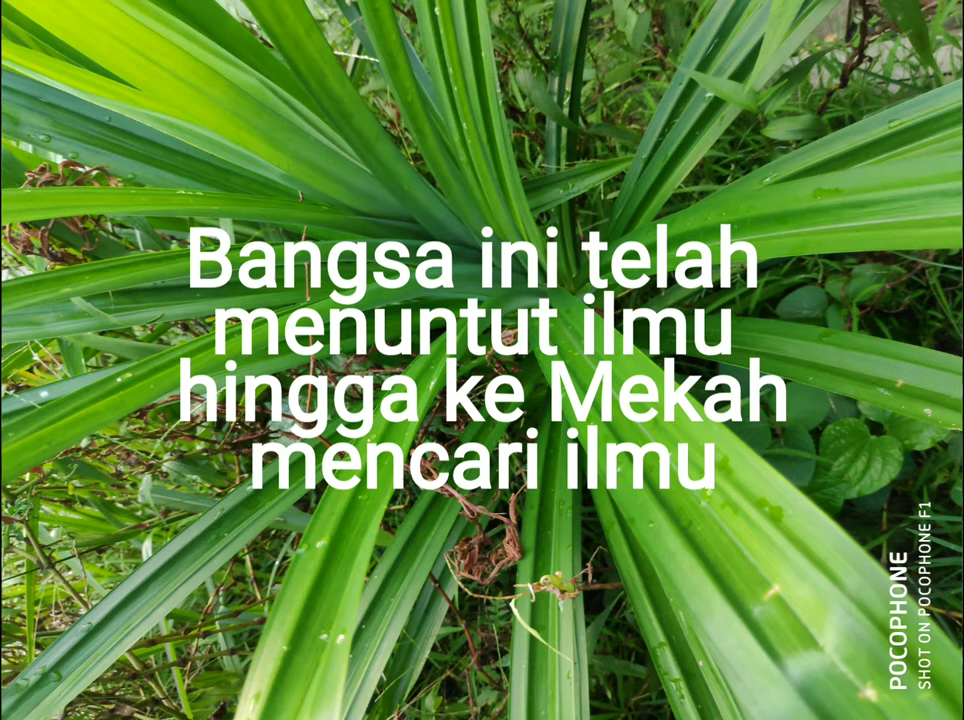 Bangsa ini telah
menuntut ilmu
hingga ke Mekah
mencari ilmu
POCOPHONE
SHOT ON POCOPHONE F1